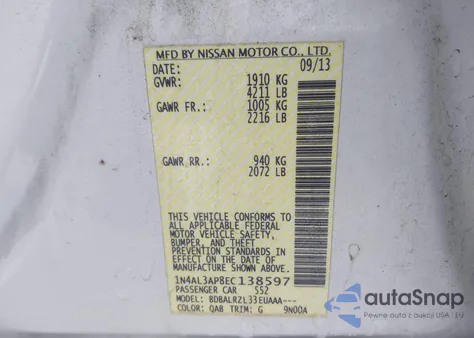 MFD BY NISSAN MOTOR CO., LTD.
DATE: 09/13
GVWR: 1910 KG
4211 LB
GAWR FR.: 1005 KG
2216 LB
GAWR RR.: 940 KG
2072 LB
THIS VEHICLE CONFORMS TO
ALL APPLICABLE FEDERAL
MOTOR VEHICLE SAFETY,
BUMPER, AND THEFT
PREVENTION STANDARDS IN
EFFECT ON THE DATE OF
MANUFACTURE SHOWN ABOVE.
1N4AL3AP8EC138597
PASSENGER CAR 552
MODEL: BDBALRZL33EUAAA---
COLOR: QAB TRIM: G 9N00A
autoSnap
Pewne auta z USA i Kanady